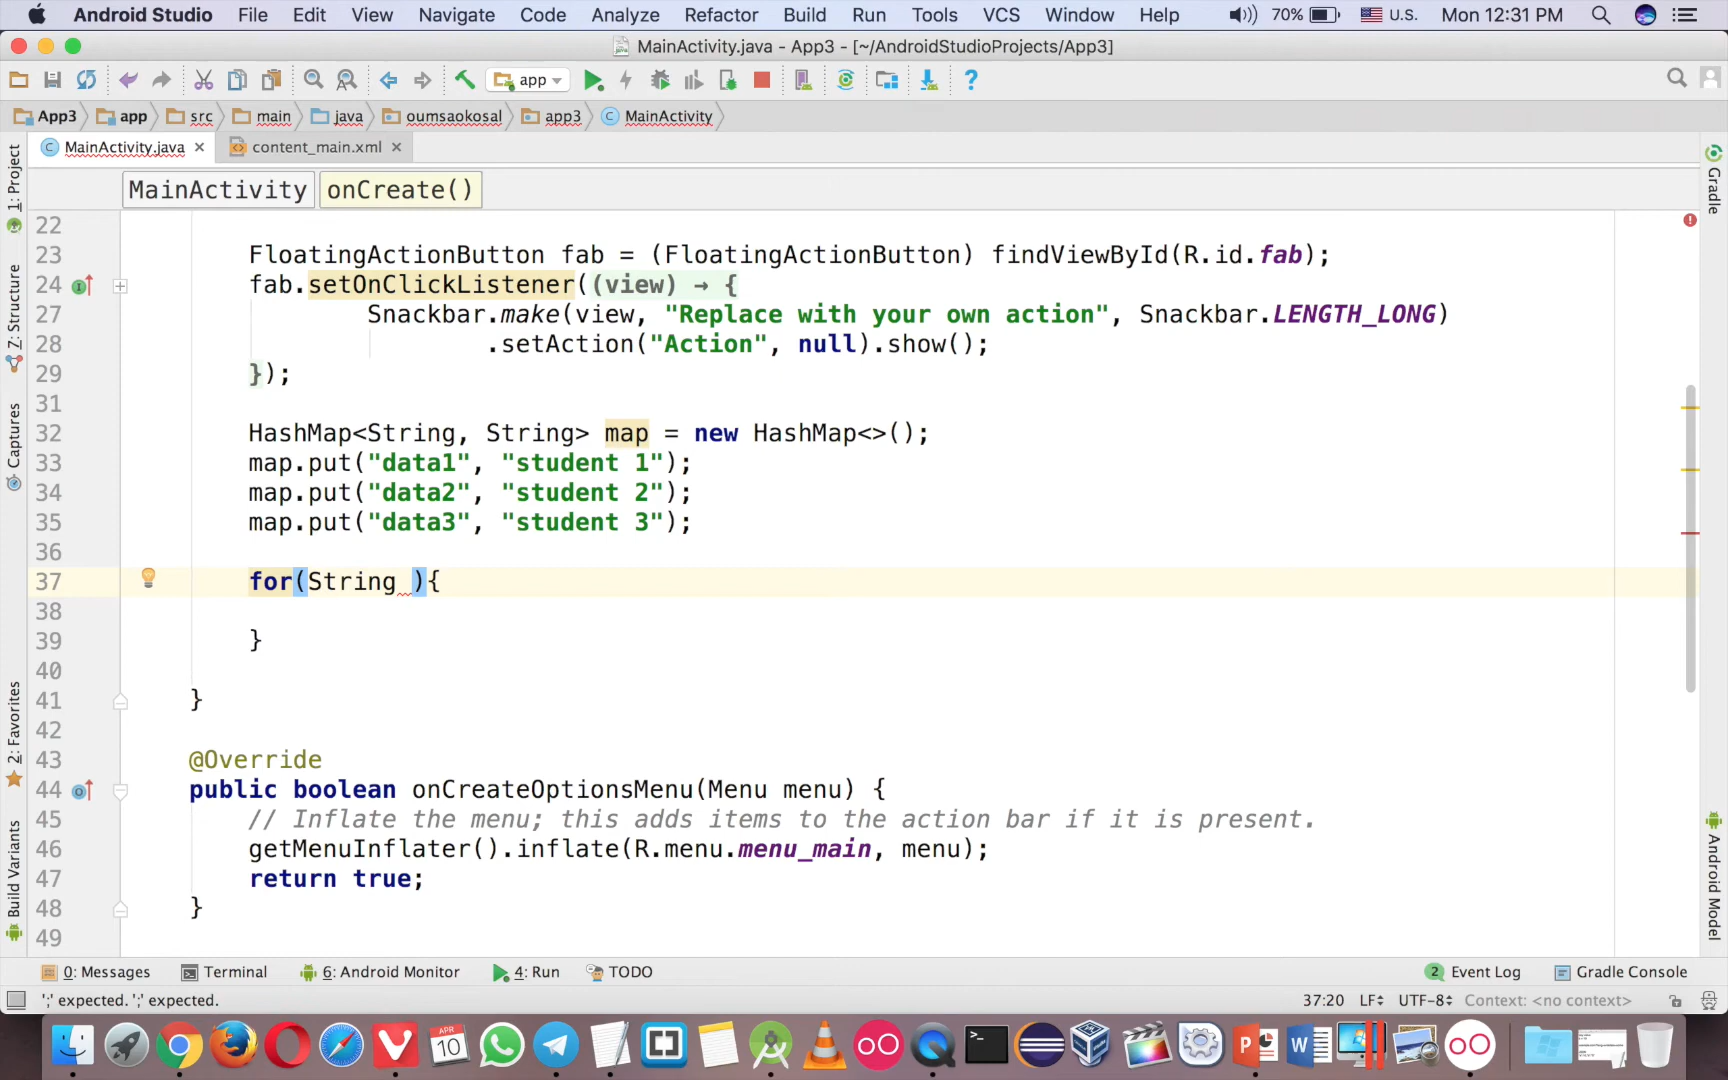 Android Studio File Edit View Navigate Code Analyze Refactor Build Run Tools VCS Window Help 70% U.S. Mon 12:31 PM
MainActivity.java - App3 - [~/AndroidStudioProjects/App3]
app
App3 app src main java oumsaokosal app3 MainActivity
MainActivity.java content_main.xml
MainActivity onCreate()
22
23 FloatingActionButton fab = (FloatingActionButton) findViewById(R.id.fab);
24 fab.setOnClickListener((view) → {
27 Snackbar.make(view, "Replace with your own action", Snackbar.LENGTH_LONG)
28 .setAction("Action", null).show();
29 });
31
32 HashMap<String, String> map = new HashMap<>();
33 map.put("data1", "student 1");
34 map.put("data2", "student 2");
35 map.put("data3", "student 3");
36
37 for(String ){
38
39 }
40
41 }
42
43 @Override
44 public boolean onCreateOptionsMenu(Menu menu) {
45 // Inflate the menu; this adds items to the action bar if it is present.
46 getMenuInflater().inflate(R.menu.menu_main, menu);
47 return true;
48 }
49
1: Project
7: Structure
Captures
2: Favorites
Build Variants
Gradle
Android Model
0: Messages Terminal 6: Android Monitor 4: Run TODO 2 Event Log Gradle Console
';' expected. ';' expected. 37:20 LF UTF-8 Context: <no context>
APR
10